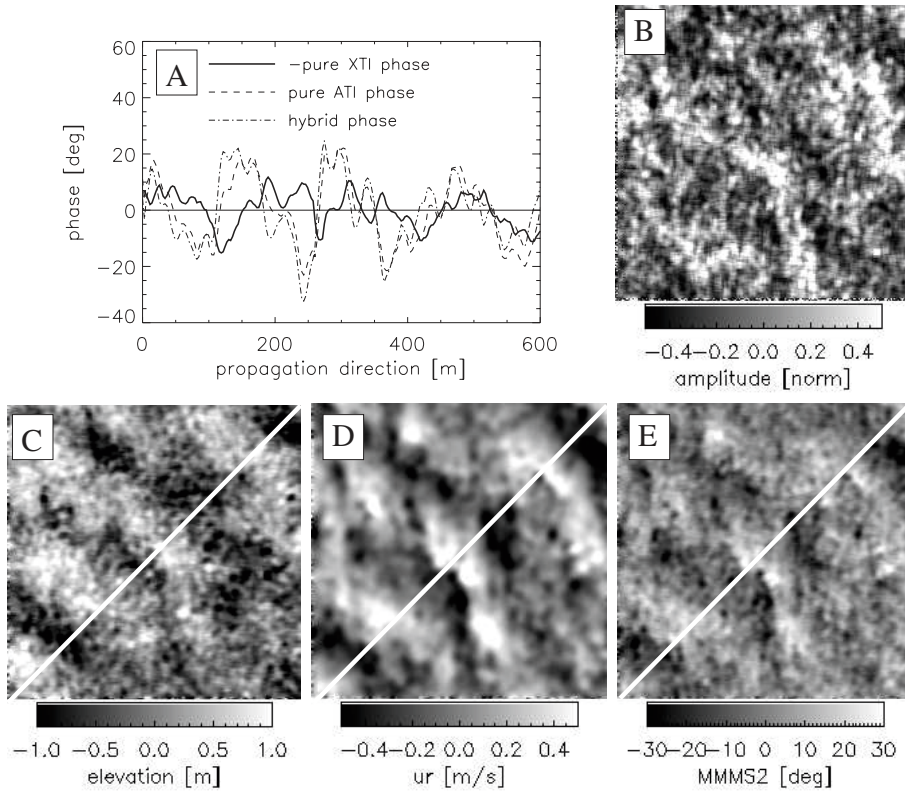 A
60
40
20
0
−20
−40
phase [deg]
-pure XTI phase
pure ATI phase
hybrid phase
0 200 400 600
propagation direction [m]
B
-0.4-0.2 0.0 0.2 0.4
amplitude [norm]
C
-1.0 -0.5 0.0 0.5 1.0
elevation [m]
D
-0.4-0.2 0.0 0.2 0.4
ur [m/s]
E
-30-20-10 0 10 20 30
MMMS2 [deg]